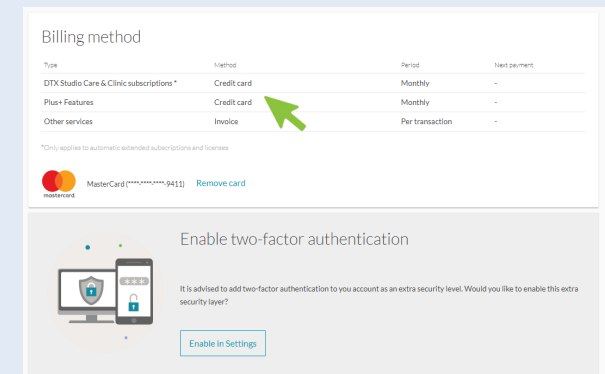 Billing method
Type Method Period Next payment
DTX Studio Care & Clinic subscriptions * Credit card Monthly -
Plus+ Features Credit card Monthly -
Other services Invoice Per transaction -
*Only applies to automatic extended subscriptions and licenses
mastercard.
MasterCard (****-****-****-9411) Remove card
Enable two-factor authentication
***
It is advised to add two-factor authentication to you account as an extra security level. Would you like to enable this extra
security layer?
Enable in Settings